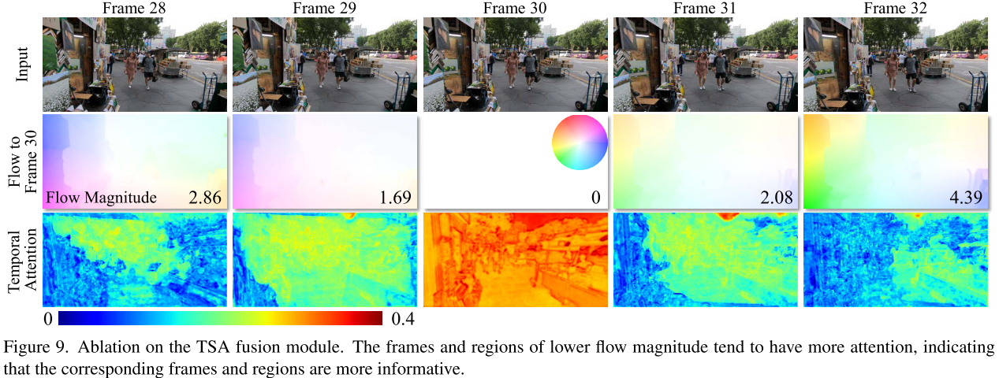 Frame 28 Frame 29 Frame 30 Frame 31 Frame 32
Input
Flow to
Frame 30
Flow Magnitude 2.86 1.69 0 2.08 4.39
Temporal
Attention
0 0.4
Figure 9. Ablation on the TSA fusion module. The frames and regions of lower flow magnitude tend to have more attention, indicating
that the corresponding frames and regions are more informative.